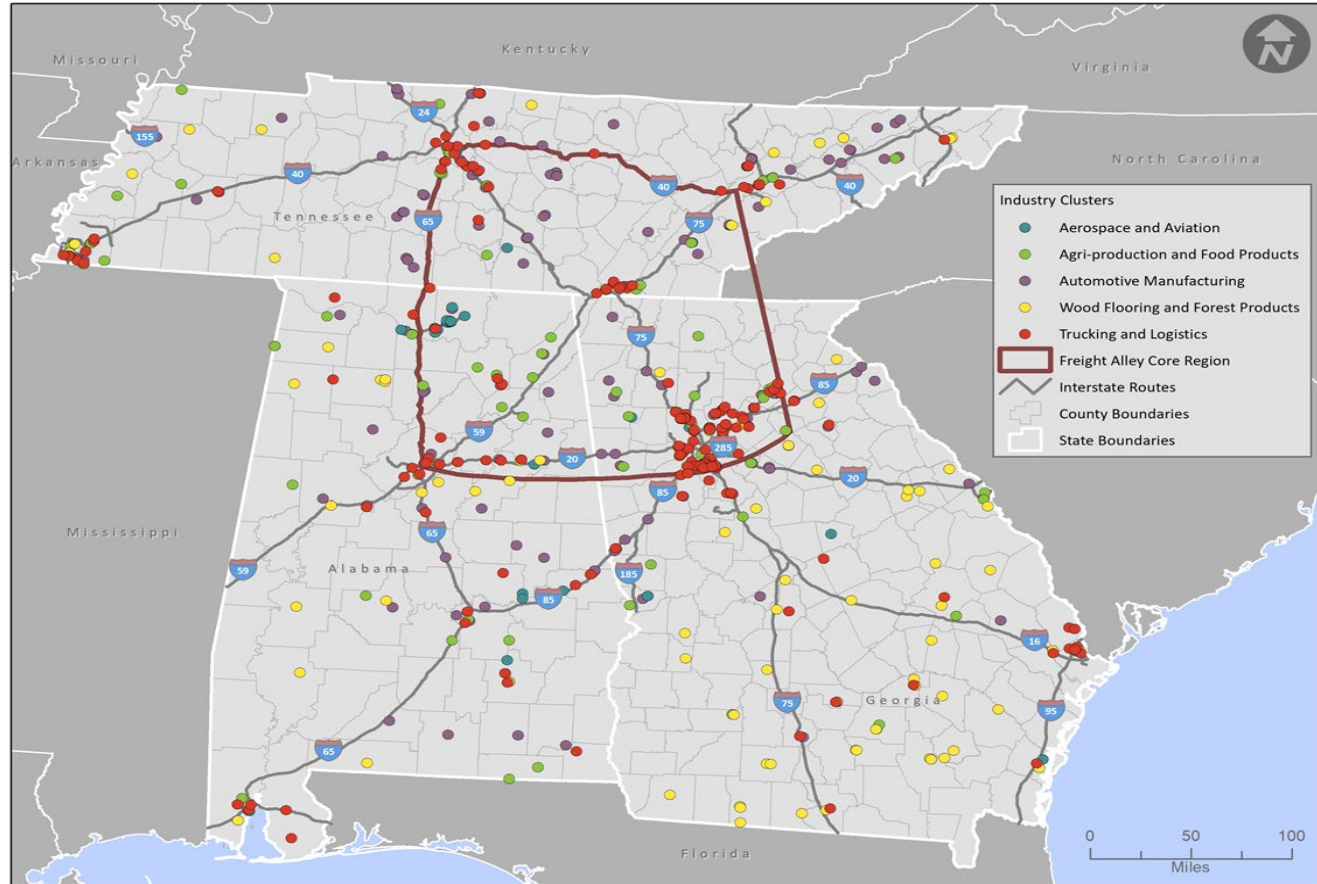 Kentucky
Missouri
Virginia
N
24
155
Arkansas
North Carolina
40
40
40
Tennessee
65
75
Industry Clusters
Aerospace and Aviation
Agri-production and Food Products
Automotive Manufacturing
Wood Flooring and Forest Products
Trucking and Logistics
Freight Alley Core Region
Interstate Routes
County Boundaries
State Boundaries
75
85
59
285
20
20
85
65
Mississippi
59
Alabama
185
85
16
75
Georgia
95
65
Florida
0 50 100
Miles